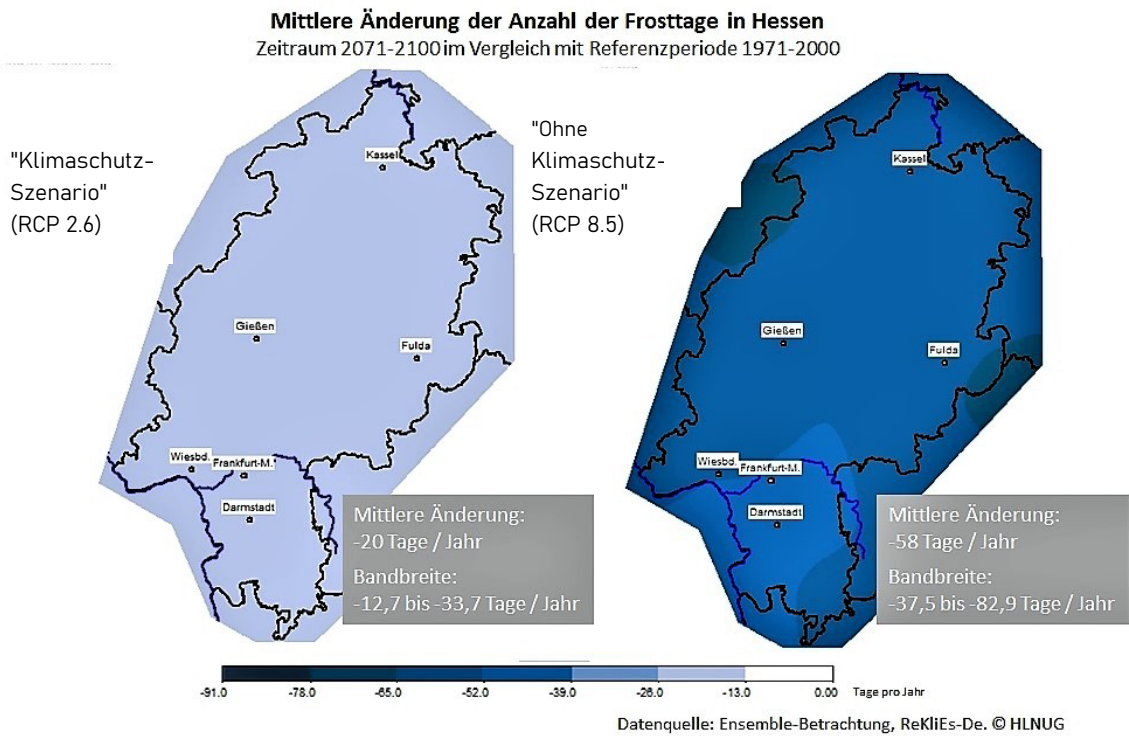 Mittlere Änderung der Anzahl der Frosttage in Hessen
Zeitraum 2071-2100 im Vergleich mit Referenzperiode 1971-2000
"Klimaschutz-
Szenario"
(RCP 2.6)
Kassel
Gießen
Fulda
Wiesbd.
Frankfurt-M.
Darmstadt
Mittlere Änderung:
-20 Tage / Jahr
Bandbreite:
-12,7 bis -33,7 Tage / Jahr
"Ohne
Klimaschutz-
Szenario"
(RCP 8.5)
Kassel
Gießen
Fulda
Wiesbd.
Frankfurt-M.
Darmstadt
Mittlere Änderung:
-58 Tage / Jahr
Bandbreite:
-37,5 bis -82,9 Tage / Jahr
-91.0 -78.0 -65.0 -52.0 -39.0 -26.0 -13.0 0.00 Tage pro Jahr
Datenquelle: Ensemble-Betrachtung, ReKliEs-De. © HLNUG